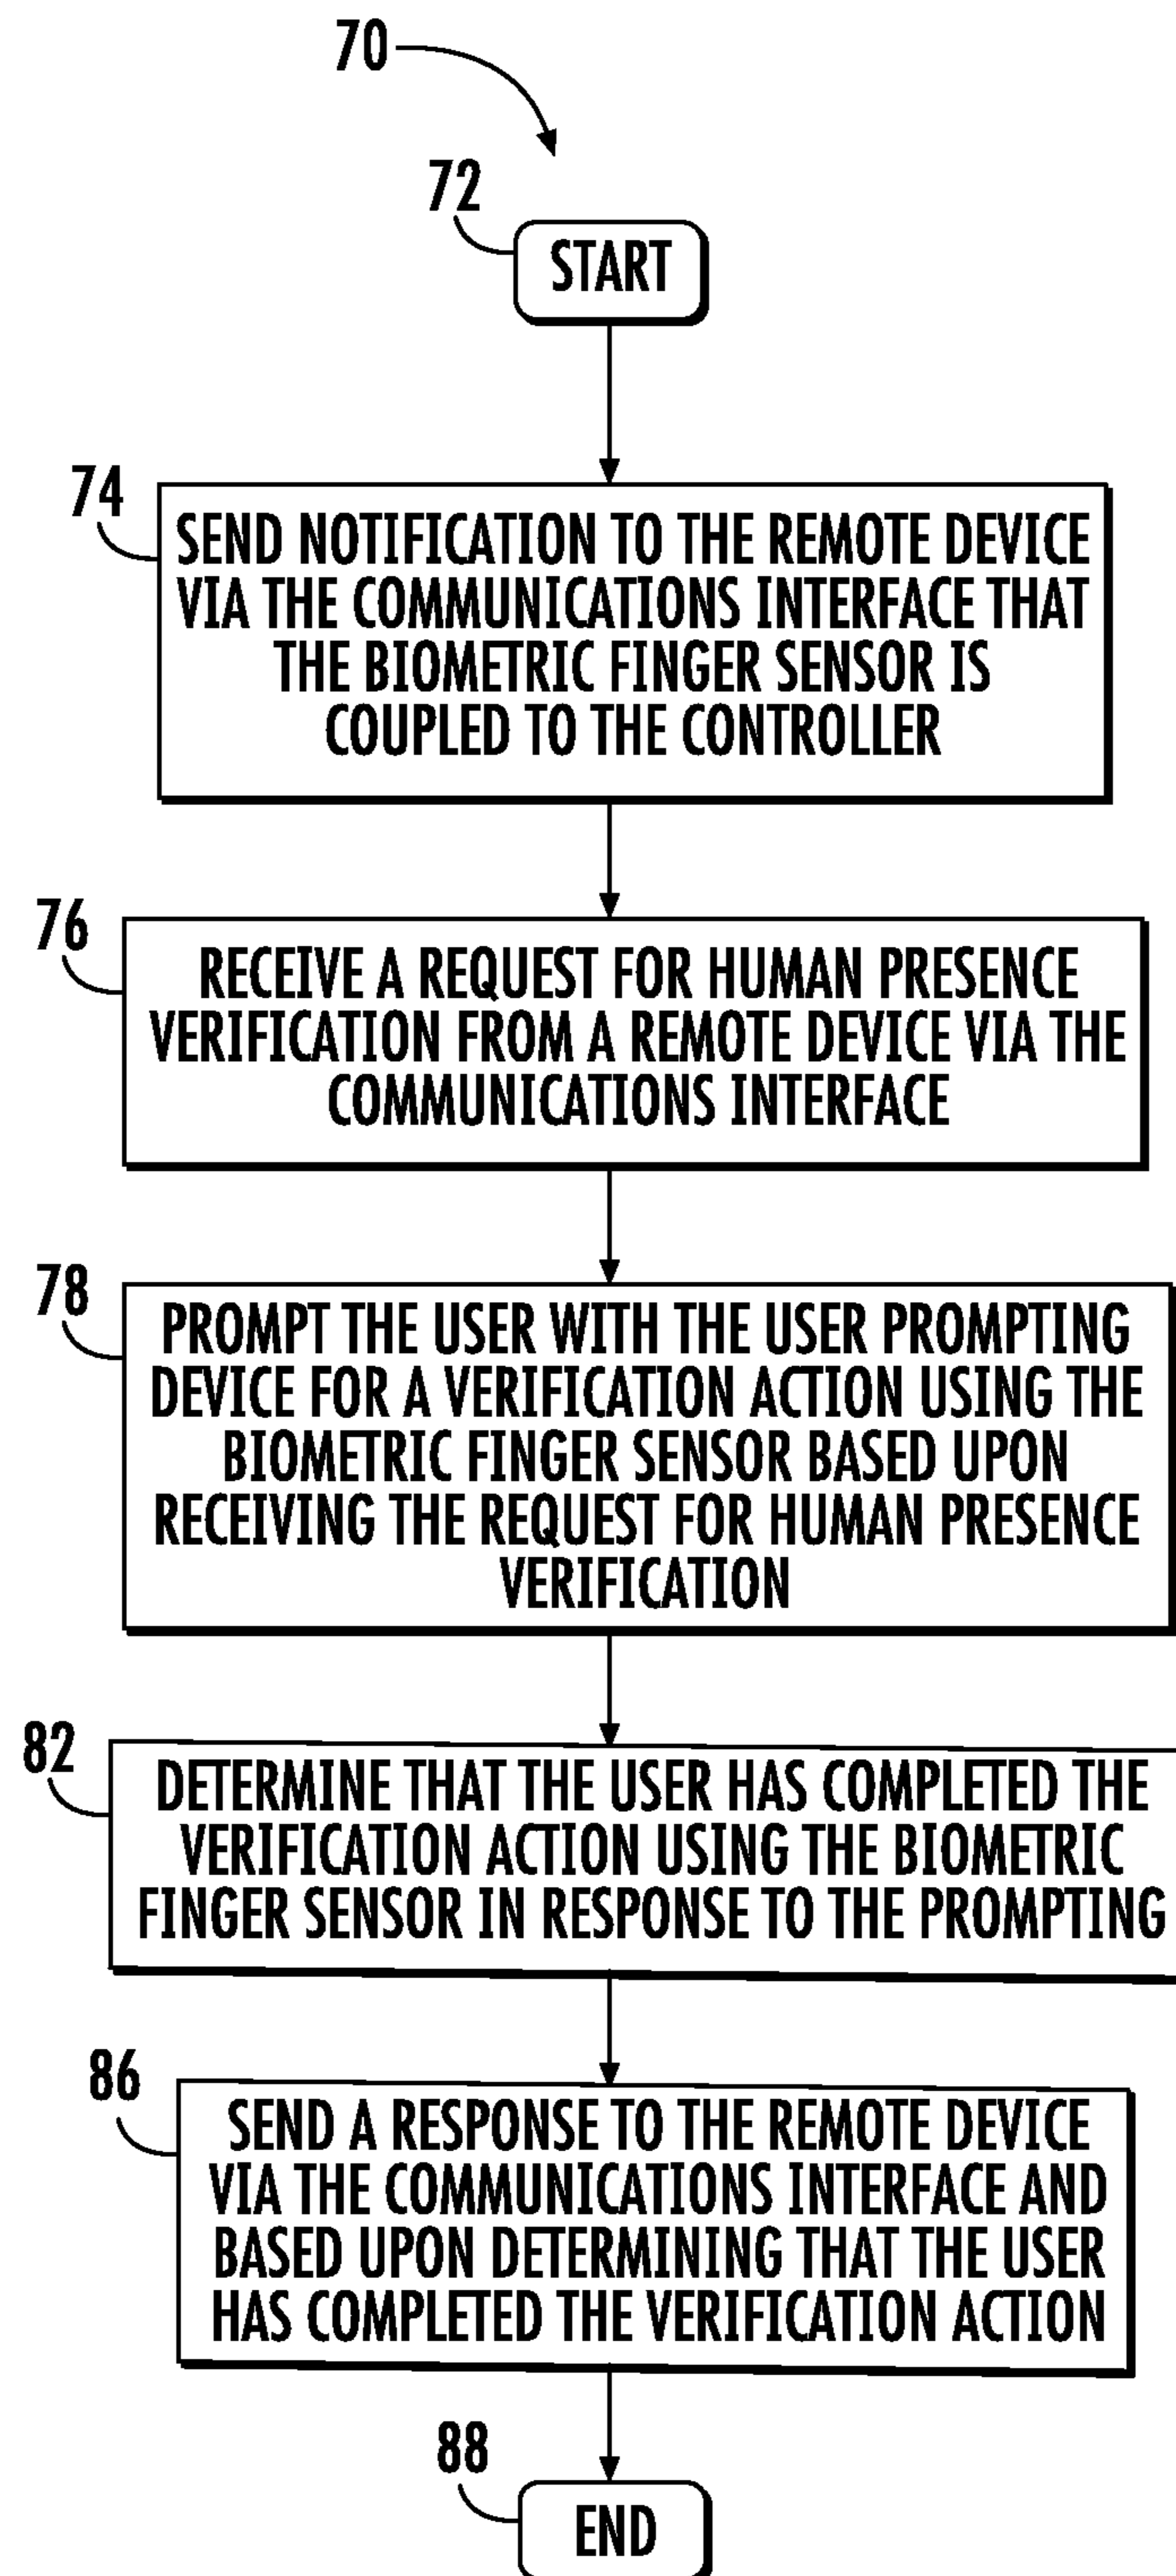 70
72
START
74
SEND NOTIFICATION TO THE REMOTE DEVICE
VIA THE COMMUNICATIONS INTERFACE THAT
THE BIOMETRIC FINGER SENSOR IS
COUPLED TO THE CONTROLLER
76
RECEIVE A REQUEST FOR HUMAN PRESENCE
VERIFICATION FROM A REMOTE DEVICE VIA THE
COMMUNICATIONS INTERFACE
78
PROMPT THE USER WITH THE USER PROMPTING
DEVICE FOR A VERIFICATION ACTION USING THE
BIOMETRIC FINGER SENSOR BASED UPON
RECEIVING THE REQUEST FOR HUMAN PRESENCE
VERIFICATION
82
DETERMINE THAT THE USER HAS COMPLETED THE
VERIFICATION ACTION USING THE BIOMETRIC
FINGER SENSOR IN RESPONSE TO THE PROMPTING
86
SEND A RESPONSE TO THE REMOTE DEVICE
VIA THE COMMUNICATIONS INTERFACE AND
BASED UPON DETERMINING THAT THE USER
HAS COMPLETED THE VERIFICATION ACTION
88
END